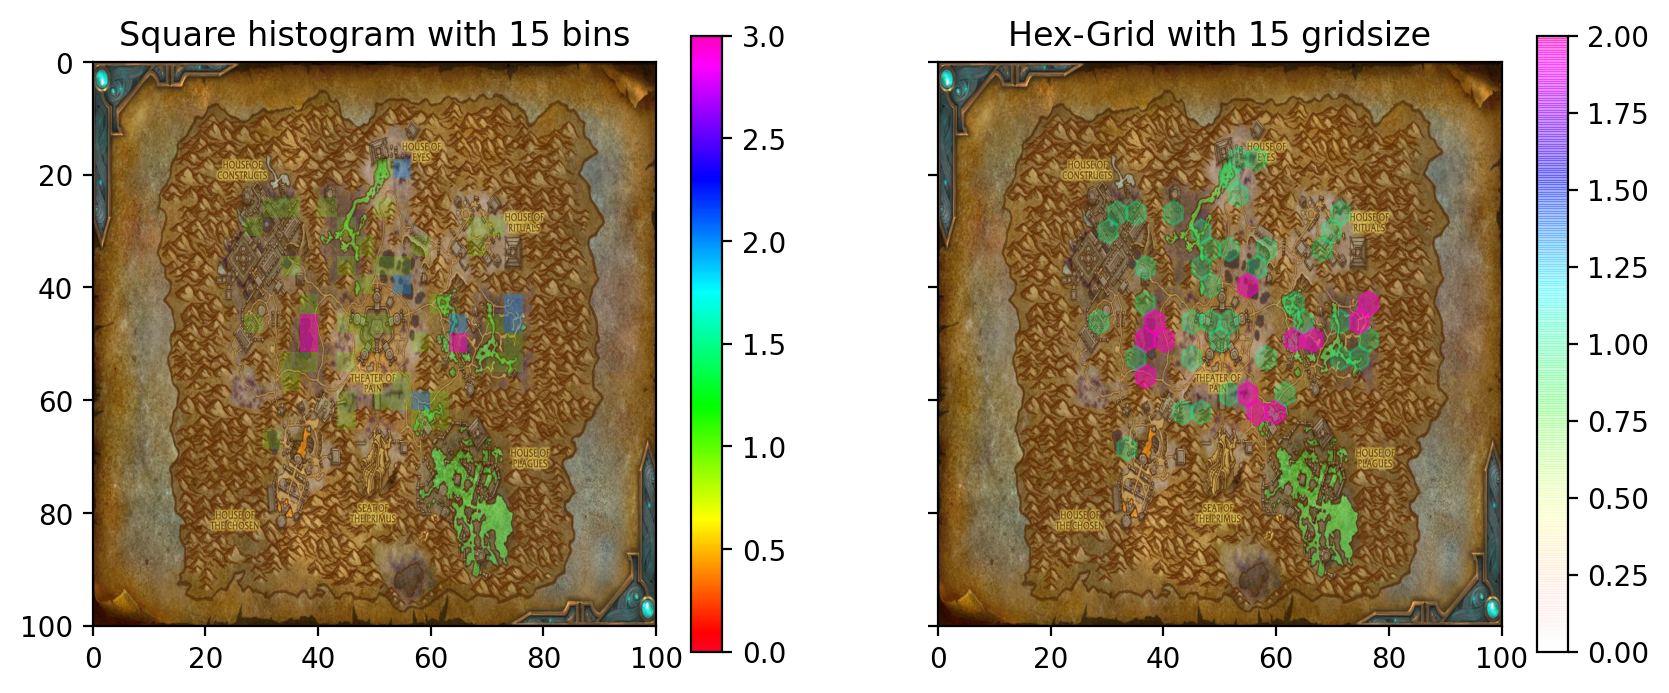 Square histogram with 15 bins
0
20
40
60
80
100
0
20
40
60
80
100
HOUSE OF
EYES
HOUSE OF
CONSTRUCTS
HOUSE OF
RITUALS
THEATER OF
PAIN
HOUSE OF
PLAGUES
SEAT OF
THE PRIMUS
HOUSE OF
THE CHOSEN
3.0
2.5
2.0
1.5
1.0
0.5
0.0
Hex-Grid with 15 gridsize
HOUSE OF
EYES
HOUSE OF
CONSTRUCTS
HOUSE OF
RITUALS
THEATER OF
PAIN
HOUSE OF
PLAGUES
SEAT OF
THE PRIMUS
HOUSE OF
THE CHOSEN
0
20
40
60
80
100
2.00
1.75
1.50
1.25
1.00
0.75
0.50
0.25
0.00